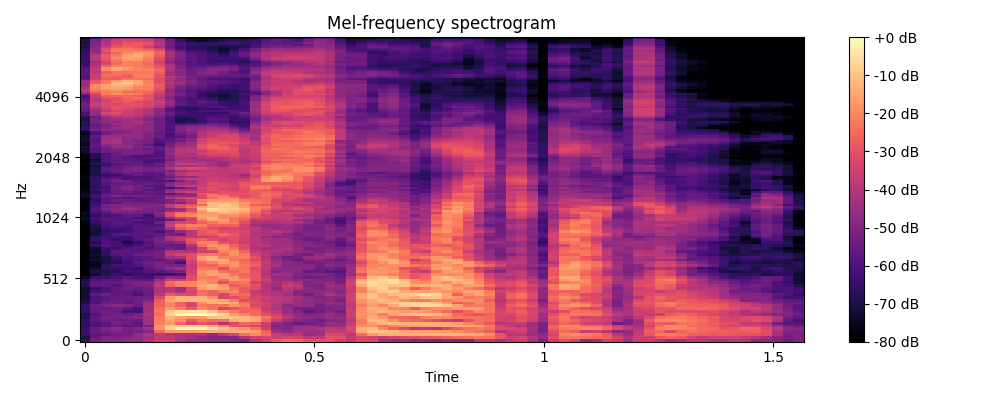 Mel-frequency spectrogram
Hz
4096
2048
1024
512
0
0
0.5
1
1.5
Time
+0 dB
-10 dB
-20 dB
-30 dB
-40 dB
-50 dB
-60 dB
-70 dB
-80 dB